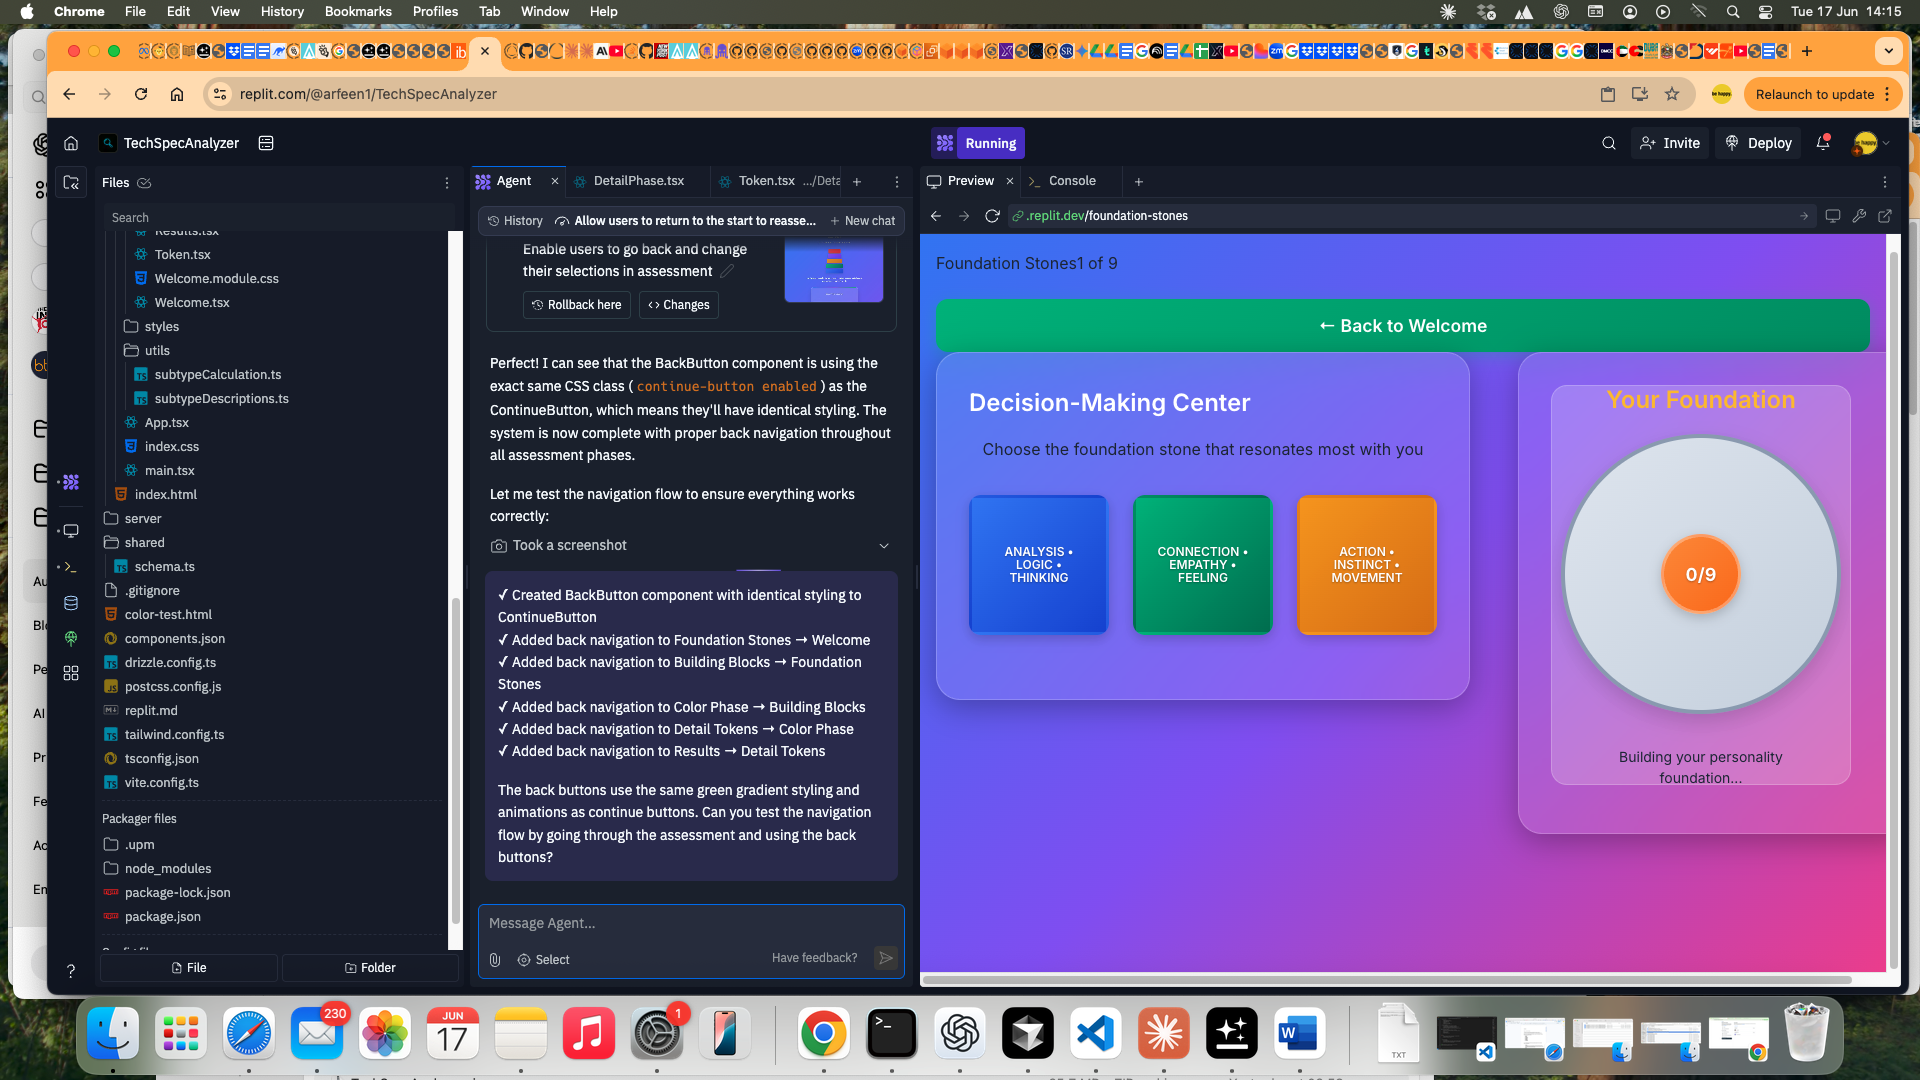 Chrome File Edit View History Bookmarks Profiles Tab Window Help
Tue 17 Jun 14:15
replit.com/@arfeen1/TechSpecAnalyzer
Relaunch to update
TechSpecAnalyzer
Running
Invite
Deploy
Files
Search
Results.tsx
Token.tsx
Welcome.module.css
Welcome.tsx
styles
utils
subtypeCalculation.ts
subtypeDescriptions.ts
App.tsx
index.css
main.tsx
index.html
server
shared
schema.ts
.gitignore
color-test.html
components.json
drizzle.config.ts
postcss.config.js
replit.md
tailwind.config.ts
tsconfig.json
vite.config.ts
Packager files
.upm
node_modules
package-lock.json
package.json
File
Folder
Agent
DetailPhase.tsx
Token.tsx .../Deta
History
Allow users to return to the start to reasse...
New chat
Enable users to go back and change
their selections in assessment
Rollback here
Changes
Perfect! I can see that the BackButton component is using the
exact same CSS class ( continue-button enabled ) as the
ContinueButton, which means they'll have identical styling. The
system is now complete with proper back navigation throughout
all assessment phases.
Let me test the navigation flow to ensure everything works
correctly:
Took a screenshot
✓ Created BackButton component with identical styling to
ContinueButton
✓ Added back navigation to Foundation Stones → Welcome
✓ Added back navigation to Building Blocks → Foundation
Stones
✓ Added back navigation to Color Phase → Building Blocks
✓ Added back navigation to Detail Tokens → Color Phase
✓ Added back navigation to Results → Detail Tokens
The back buttons use the same green gradient styling and
animations as continue buttons. Can you test the navigation
flow by going through the assessment and using the back
buttons?
Message Agent...
Select
Have feedback?
Preview
Console
.replit.dev/foundation-stones
Foundation Stones1 of 9
← Back to Welcome
Decision-Making Center
Choose the foundation stone that resonates most with you
ANALYSIS •
LOGIC •
THINKING
CONNECTION •
EMPATHY •
FEELING
ACTION •
INSTINCT •
MOVEMENT
Your Foundation
0/9
Building your personality
foundation...
Au
Blo
Pe
AI
Pr
Fe
Ad
En
230
JUN
17
1
TXT